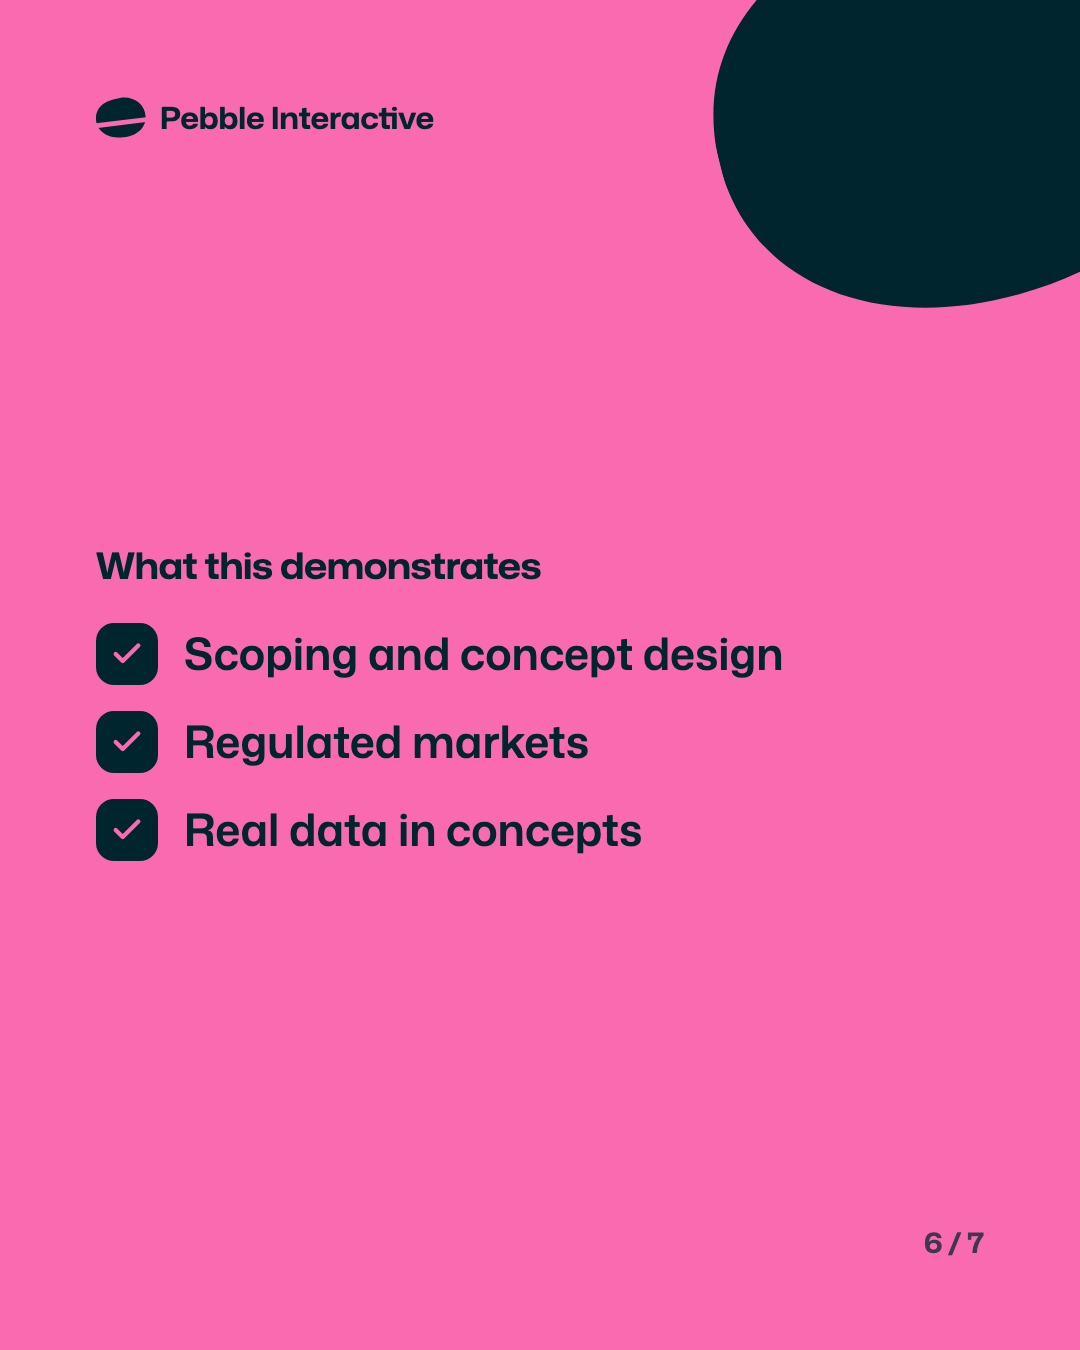 Pebble Interactive
What this demonstrates
Scoping and concept design
Regulated markets
Real data in concepts
6 / 7